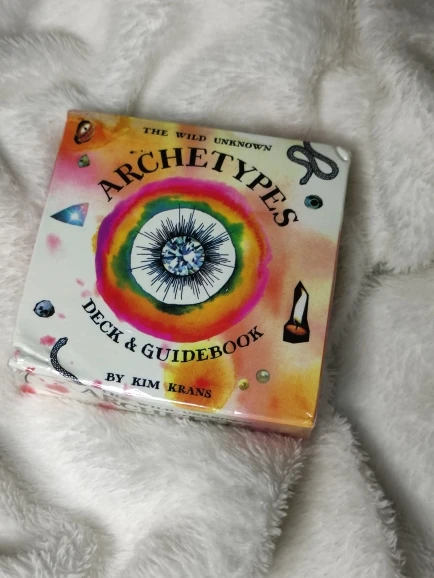 THE WILD UNKNOWN
ARCHETYPES
DECK & GUIDEBOOK
BY KIM KRANS